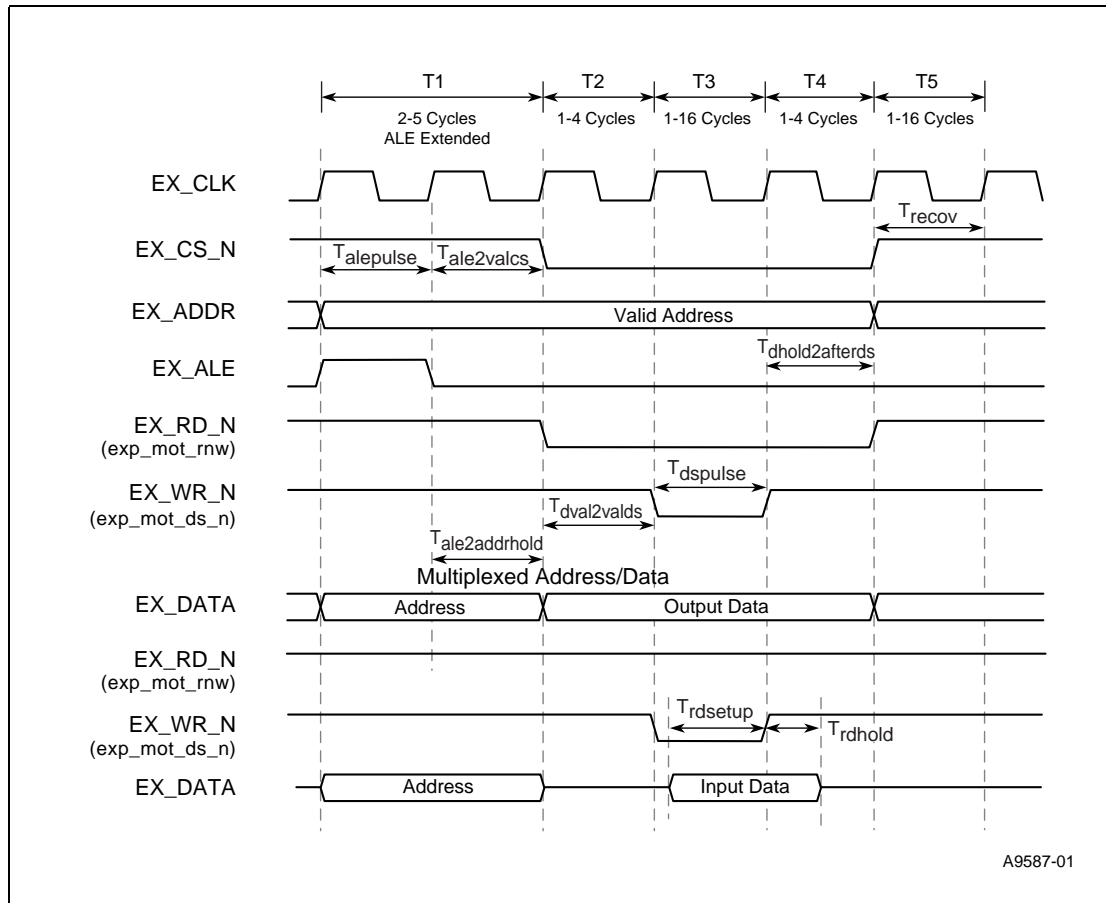 T1 T2 T3 T4 T5
2-5 Cycles 1-4 Cycles 1-16 Cycles 1-4 Cycles 1-16 Cycles
ALE Extended
EX_CLK
Trecov
EX_CS_N
Talepulse Tale2valcs
EX_ADDR
Valid Address
Tdhold2afterds
EX_ALE
EX_RD_N
(exp_mot_rnw)
Tdspulse
EX_WR_N
(exp_mot_ds_n)
Tdval2valds
Tale2addrhold
Multiplexed Address/Data
EX_DATA
Address Output Data
EX_RD_N
(exp_mot_rnw)
Trdsetup
EX_WR_N
Trdhold
(exp_mot_ds_n)
EX_DATA
Address Input Data
A9587-01